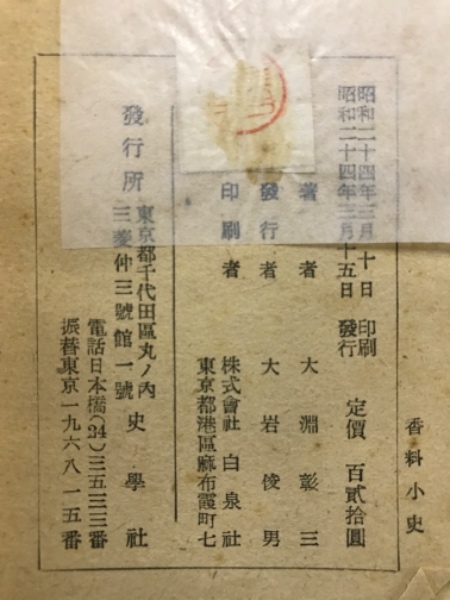 香料小史
昭和二十四年三月十日 印刷
昭和二十四年三月十五日 發行
定價 百貳拾圓
著者 大淵彰三
發行者 大岩俊男
印刷者 株式會社 白泉社
東京都港區麻布霞町七
發行所 東京都千代田區丸ノ內
三菱仲三號館一號
史學社
電話日本橋(24)三五三三番
振替東京一九六八一五番